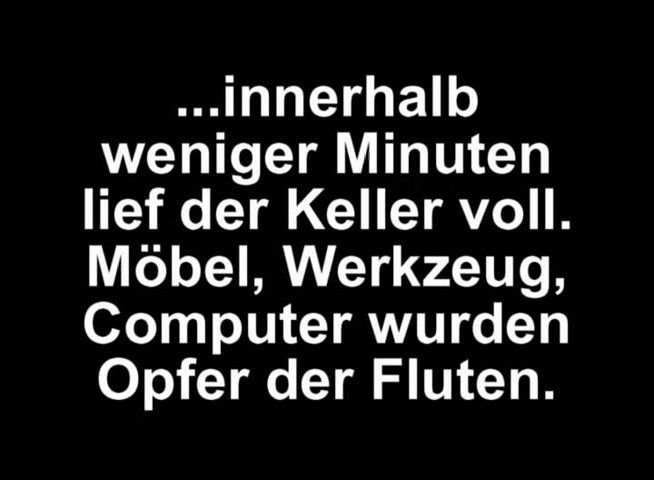 ...innerhalb
weniger Minuten
lief der Keller voll.
Möbel, Werkzeug,
Computer wurden
Opfer der Fluten.